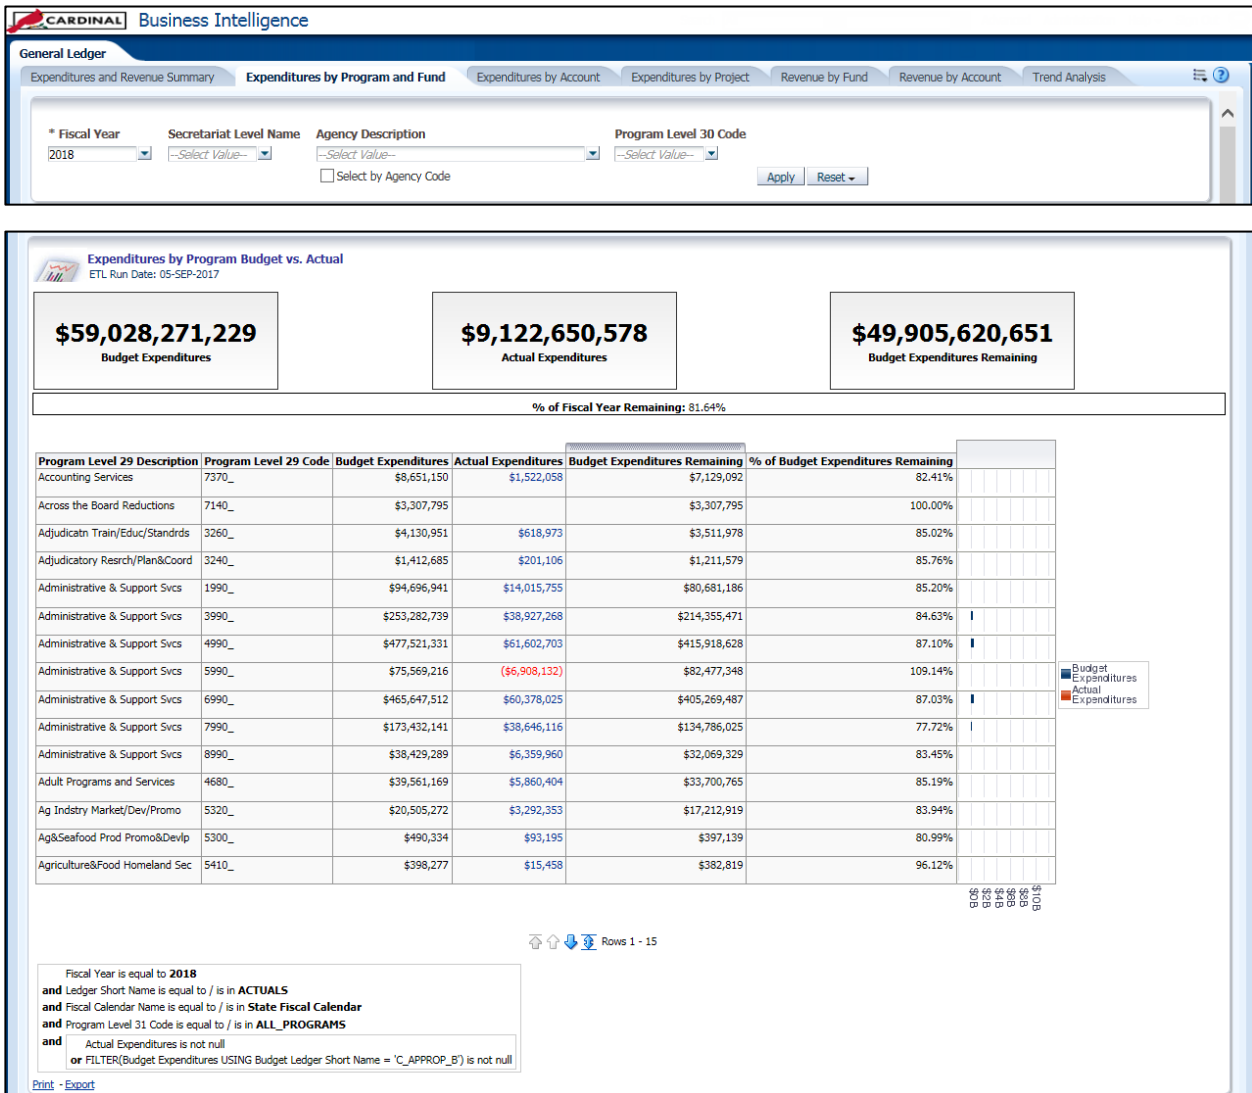 CARDINAL Business Intelligence
General Ledger
Expenditures and Revenue Summary Expenditures by Program and Fund Expenditures by Account Expenditures by Project Revenue by Fund Revenue by Account Trend Analysis
* Fiscal Year Secretariat Level Name Agency Description Program Level 30 Code
2018 --Select Value-- --Select Value-- --Select Value--
Select by Agency Code Apply Reset
Expenditures by Program Budget vs. Actual
ETL Run Date: 05-SEP-2017
$59,028,271,229 $9,122,650,578 $49,905,620,651
Budget Expenditures Actual Expenditures Budget Expenditures Remaining
% of Fiscal Year Remaining: 81.64%
Program Level 29 Description Program Level 29 Code Budget Expenditures Actual Expenditures Budget Expenditures Remaining % of Budget Expenditures Remaining
Accounting Services 7370_ $8,651,150 $1,522,058 $7,129,092 82.41%
Across the Board Reductions 7140_ $3,307,795 $3,307,795 100.00%
Adjudicatn Train/Educ/Standrds 3260_ $4,130,951 $618,973 $3,511,978 85.02%
Adjudicatory Resrch/Plan&Coord 3240_ $1,412,685 $201,106 $1,211,579 85.76%
Administrative & Support Svcs 1990_ $94,696,941 $14,015,755 $80,681,186 85.20%
Administrative & Support Svcs 3990_ $253,282,739 $38,927,268 $214,355,471 84.63%
Administrative & Support Svcs 4990_ $477,521,331 $61,602,703 $415,918,628 87.10%
Administrative & Support Svcs 5990_ $75,569,216 ($6,908,132) $82,477,348 109.14%
Administrative & Support Svcs 6990_ $465,647,512 $60,378,025 $405,269,487 87.03%
Administrative & Support Svcs 7990_ $173,432,141 $38,646,116 $134,786,025 77.72%
Administrative & Support Svcs 8990_ $38,429,289 $6,359,960 $32,069,329 83.45%
Adult Programs and Services 4680_ $39,561,169 $5,860,404 $33,700,765 85.19%
Ag Indstry Market/Dev/Promo 5320_ $20,505,272 $3,292,353 $17,212,919 83.94%
Ag&Seafood Prod Promo&Devlp 5300_ $490,334 $93,195 $397,139 80.99%
Agriculture&Food Homeland Sec 5410_ $398,277 $15,458 $382,819 96.12%
Budget
Expenditures
Actual
Expenditures
$0B $2B $4B $6B $8B $10B
Rows 1 - 15
Fiscal Year is equal to 2018
and Ledger Short Name is equal to / is in ACTUALS
and Fiscal Calendar Name is equal to / is in State Fiscal Calendar
and Program Level 31 Code is equal to / is in ALL_PROGRAMS
and Actual Expenditures is not null
or FILTER(Budget Expenditures USING Budget Ledger Short Name = 'C_APPROP_B') is not null
Print - Export